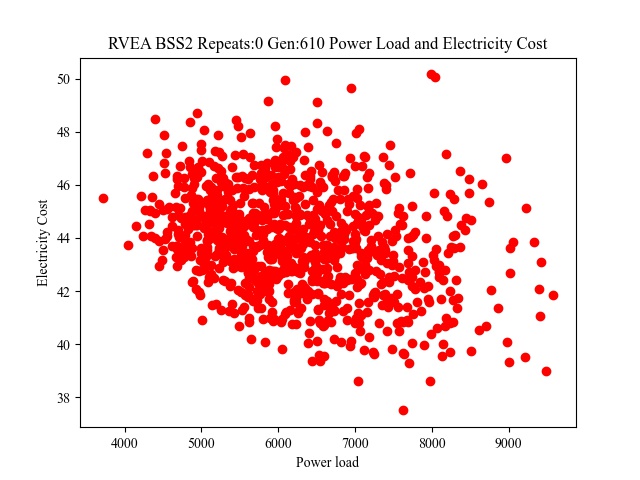 RVEA BSS2 Repeats:0 Gen:610 Power Load and Electricity Cost
50
48
46
44
42
40
38
Electricity Cost
4000 5000 6000 7000 8000 9000
Power load